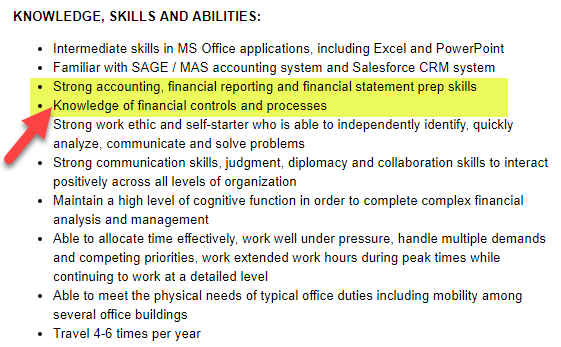 KNOWLEDGE, SKILLS AND ABILITIES:
• Intermediate skills in MS Office applications, including Excel and PowerPoint
• Familiar with SAGE / MAS accounting system and Salesforce CRM system
• Strong accounting, financial reporting and financial statement prep skills
• Knowledge of financial controls and processes
Strong work ethic and self-starter who is able to independently identify, quickly
analyze, communicate and solve problems
• Strong communication skills, judgment, diplomacy and collaboration skills to interact
positively across all levels of organization
• Maintain a high level of cognitive function in order to complete complex financial
analysis and management
• Able to allocate time effectively, work well under pressure, handle multiple demands
and competing priorities, work extended work hours during peak times while
continuing to work at a detailed level
• Able to meet the physical needs of typical office duties including mobility among
several office buildings
• Travel 4-6 times per year